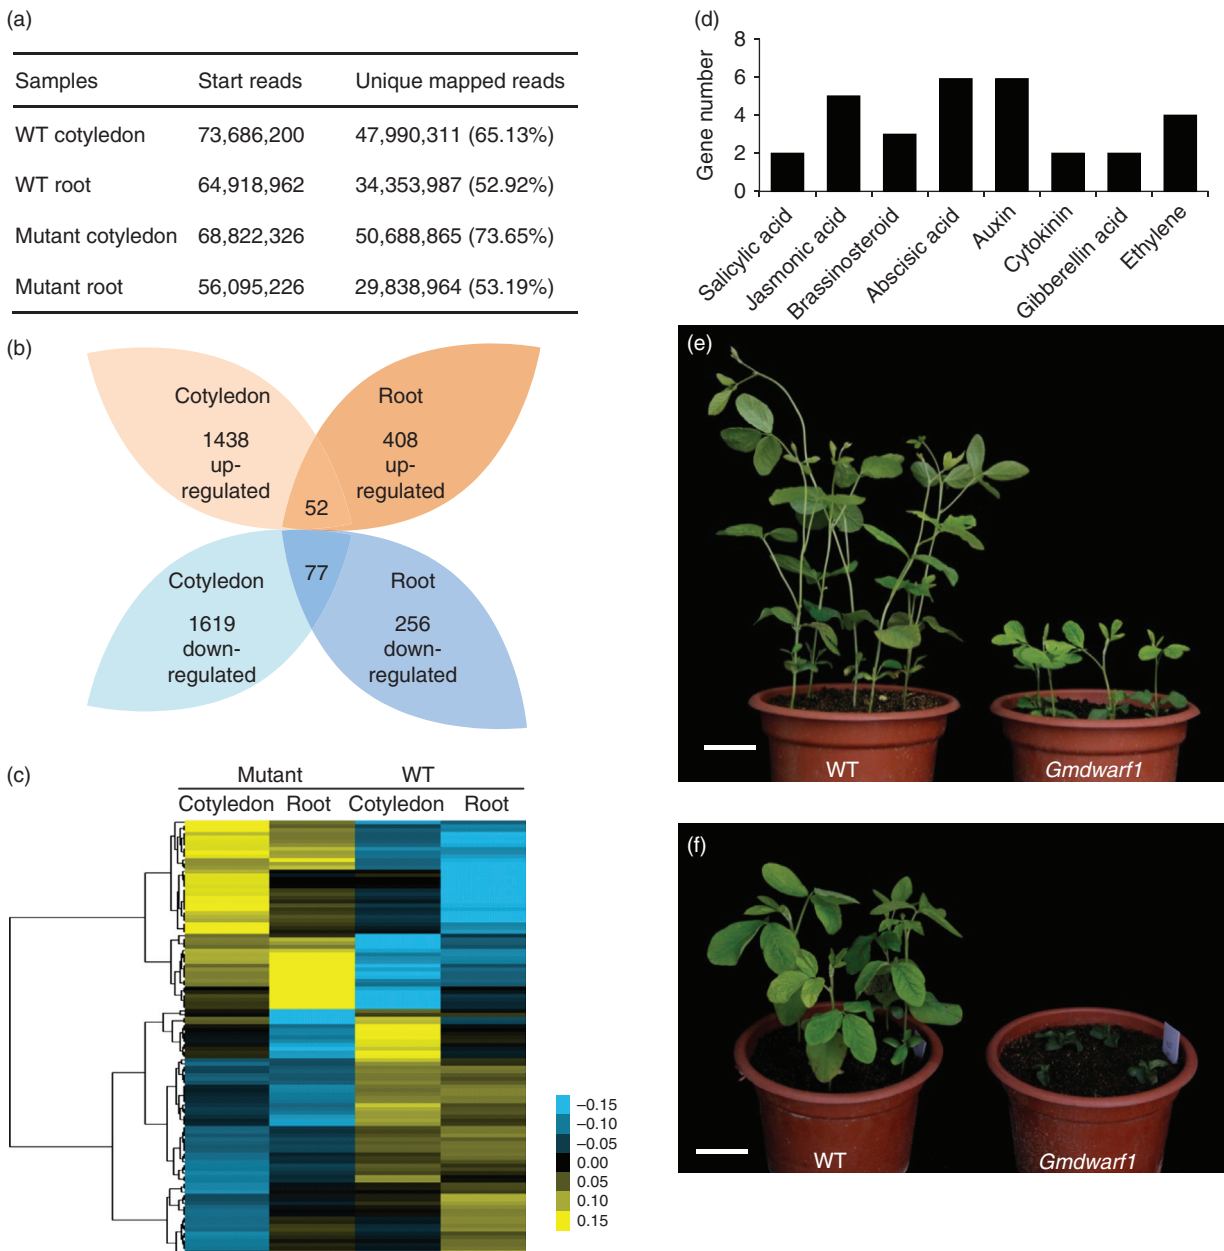 (a)
Samples Start reads Unique mapped reads
WT cotyledon 73,686,200 47,990,311 (65.13%)
WT root 64,918,962 34,353,987 (52.92%)
Mutant cotyledon 68,822,326 50,688,865 (73.65%)
Mutant root 56,095,226 29,838,964 (53.19%)
(b)
Cotyledon
1438
up-
regulated
Root
408
up-
regulated
52
Cotyledon
1619
down-
regulated
77
Root
256
down-
regulated
(c)
Mutant WT
Cotyledon Root Cotyledon Root
−0.15
−0.10
−0.05
0.00
0.05
0.10
0.15
(d)
Gene number
8
6
4
2
0
Salicylic acid
Jasmonic acid
Brassinosteroid
Abscisic acid
Auxin
Cytokinin
Gibberellin acid
Ethylene
(e)
WT
Gmdwarf1
(f)
WT
Gmdwarf1